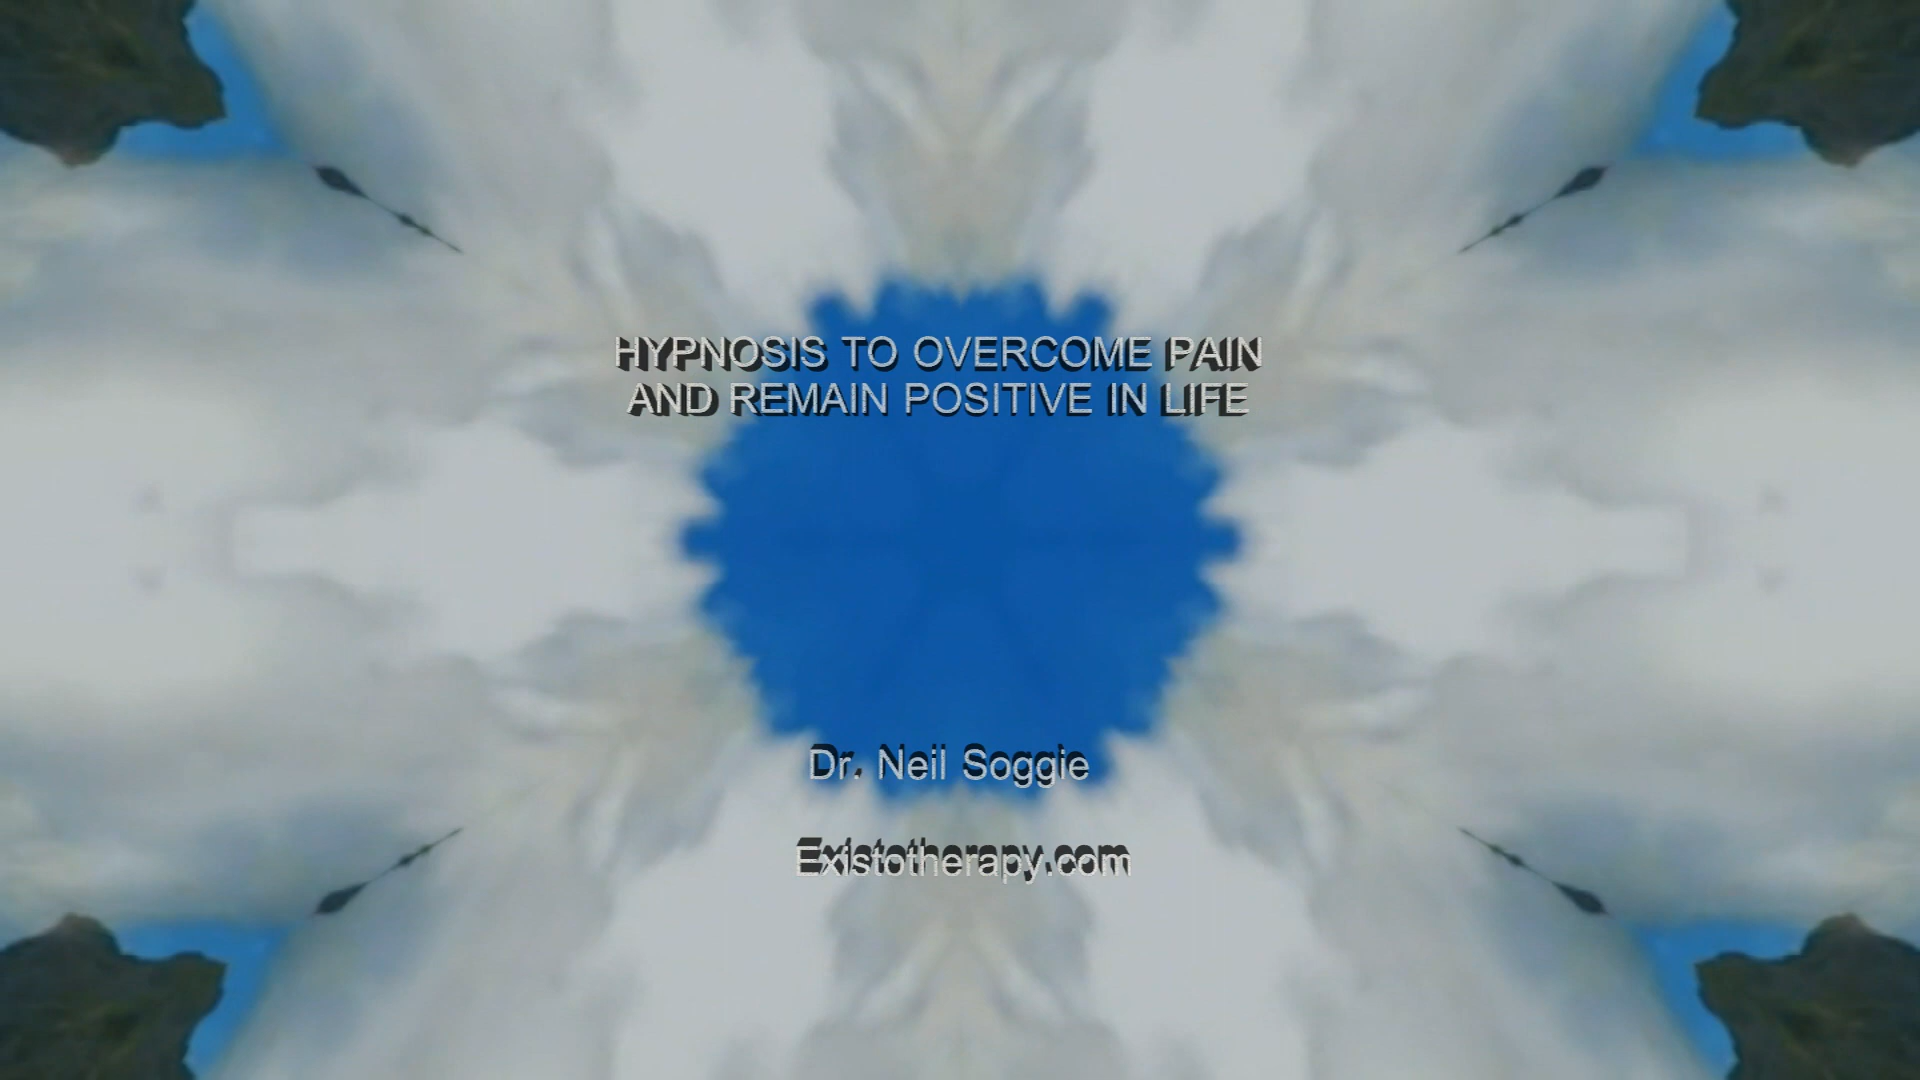 HYPNOSIS TO OVERCOME PAIN
AND REMAIN POSITIVE IN LIFE
Dr. Neil Soggie
Existotherapy.com